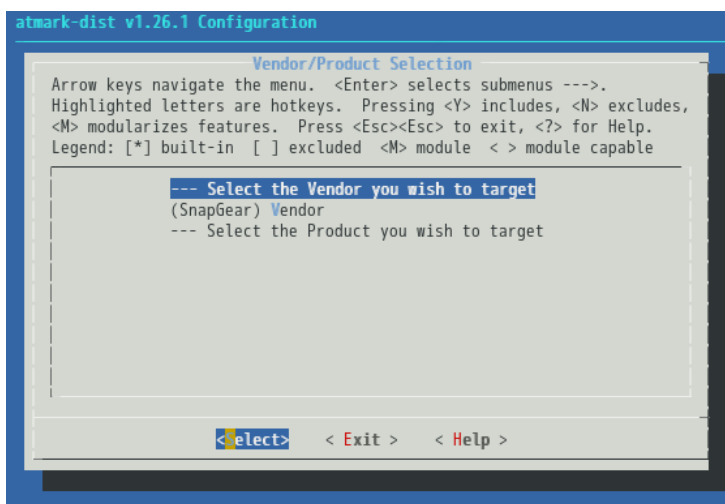 atmark-dist v1.26.1 Configuration
Vendor/Product Selection
Arrow keys navigate the menu.  <Enter> selects submenus --->.
Highlighted letters are hotkeys.  Pressing <Y> includes, <N> excludes,
<M> modularizes features.  Press <Esc><Esc> to exit, <?> for Help.
Legend: [*] built-in  [ ] excluded  <M> module  < > module capable
--- Select the Vendor you wish to target
(SnapGear) Vendor
--- Select the Product you wish to target
<Select>    < Exit >    < Help >